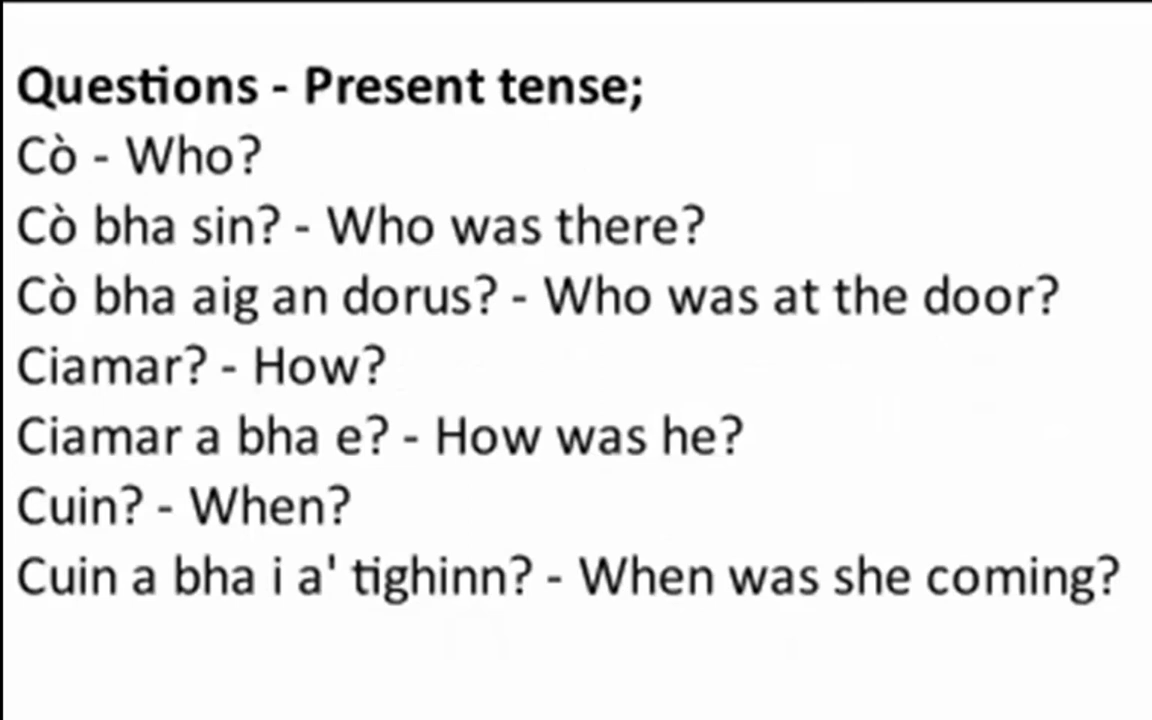 Questions - Present tense;
Cò - Who?
Cò bha sin? - Who was there?
Cò bha aig an dorus? - Who was at the door?
Ciamar? - How?
Ciamar a bha e? - How was he?
Cuin? - When?
Cuin a bha i a' tighinn? - When was she coming?